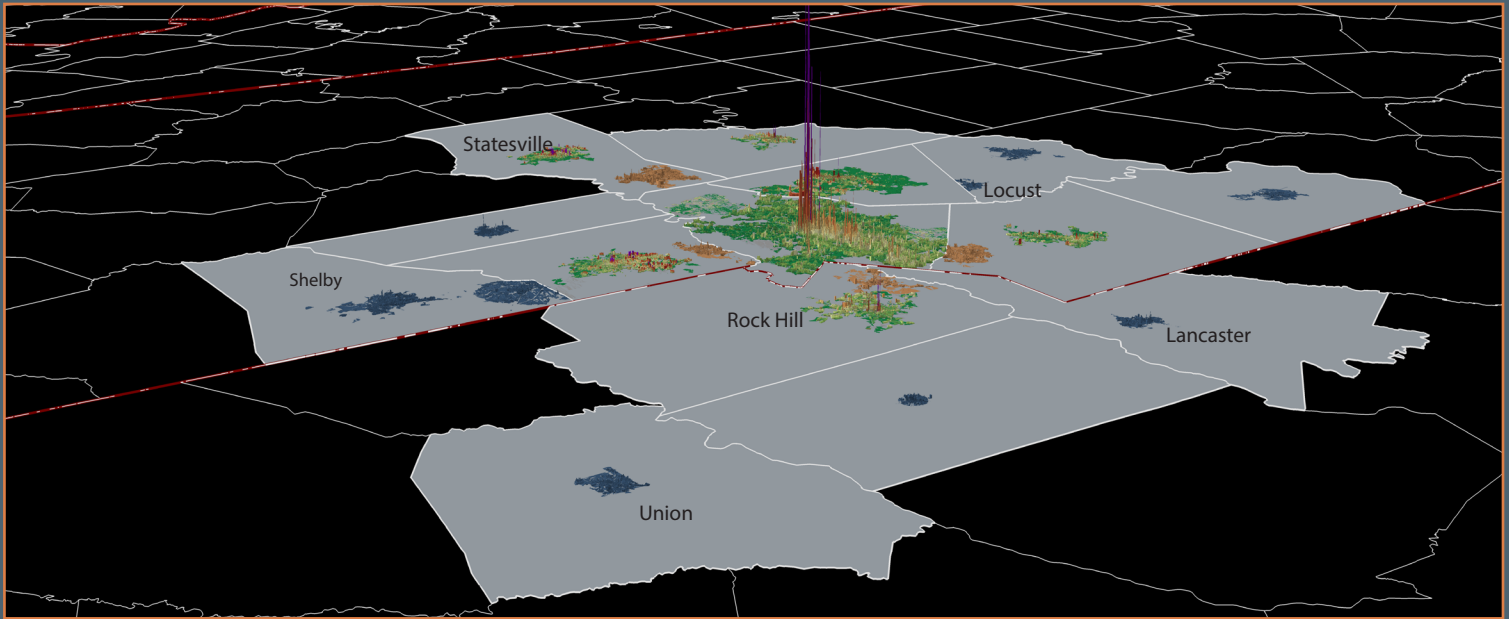 Statesville
Locust
Shelby
Rock Hill
Lancaster
Union